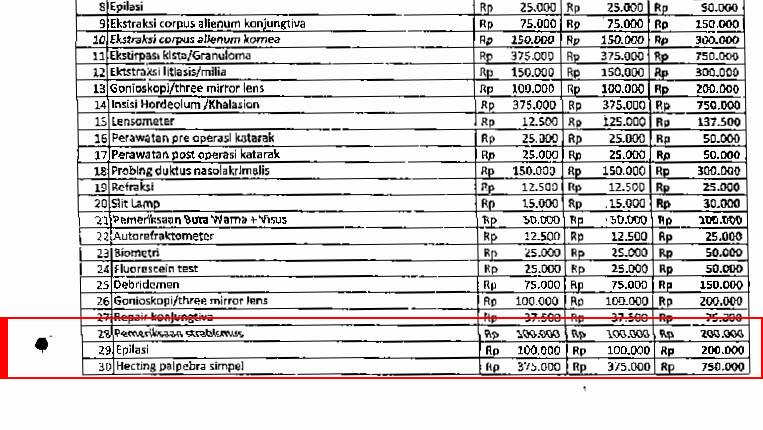 8 Epilasi Rp 25.000 Rp 25.000 Rp 50.000
9 Ekstraksi corpus alienum konjungtiva Rp 75.000 Rp 75.000 Rp 150.000
10 Ekstraksi corpus alienum kornea Rp 150.000 Rp 150.000 Rp 300.000
11 Ekstirpasi kista/Granuloma Rp 375.000 Rp 375.000 Rp 750.000
12 Ektstraksi litiasis/milia Rp 150.000 Rp 150.000 Rp 300.000
13 Gonioskopi/three mirror lens Rp 100.000 Rp 100.000 Rp 200.000
14 Insisi Hordeolum /Khalasion Rp 375.000 Rp 375.000 Rp 750.000
15 Lensometer Rp 12.500 Rp 125.000 Rp 137.500
16 Perawatan pre operasi katarak Rp 25.000 Rp 25.000 Rp 50.000
17 Perawatan post operasi katarak Rp 25.000 Rp 25.000 Rp 50.000
18 Probing duktus nasolakrimalis Rp 150.000 Rp 150.000 Rp 300.000
19 Refraksi Rp 12.500 Rp 12.500 Rp 25.000
20 Slit Lamp Rp 15.000 Rp 15.000 Rp 30.000
21 Pemeriksaan Buta Warna + Visus Rp 50.000 Rp 50.000 Rp 100.000
22 Autorefraktometer Rp 12.500 Rp 12.500 Rp 25.000
23 Biometri Rp 25.000 Rp 25.000 Rp 50.000
24 Fluorescein test Rp 25.000 Rp 25.000 Rp 50.000
25 Debridemen Rp 75.000 Rp 75.000 Rp 150.000
26 Gonioskopi/three mirror lens Rp 100.000 Rp 100.000 Rp 200.000
27 Repair konjungtiva Rp 37.500 Rp 37.500 Rp 75.000
28 Pemeriksaan strabismus Rp 100.000 Rp 100.000 Rp 200.000
29 Epilasi Rp 100.000 Rp 100.000 Rp 200.000
30 Hecting palpebra simpel Rp 375.000 Rp 375.000 Rp 750.000